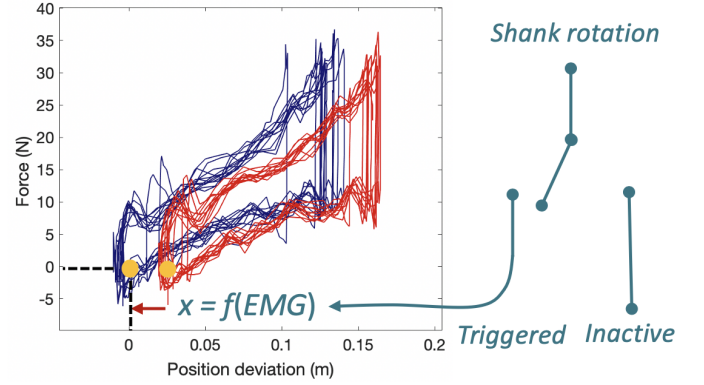 Shank rotation
40
35
30
25
20
15
10
5
0
-5
Force (N)
x = f(EMG)
Triggered Inactive
0 0.05 0.1 0.15 0.2
Position deviation (m)